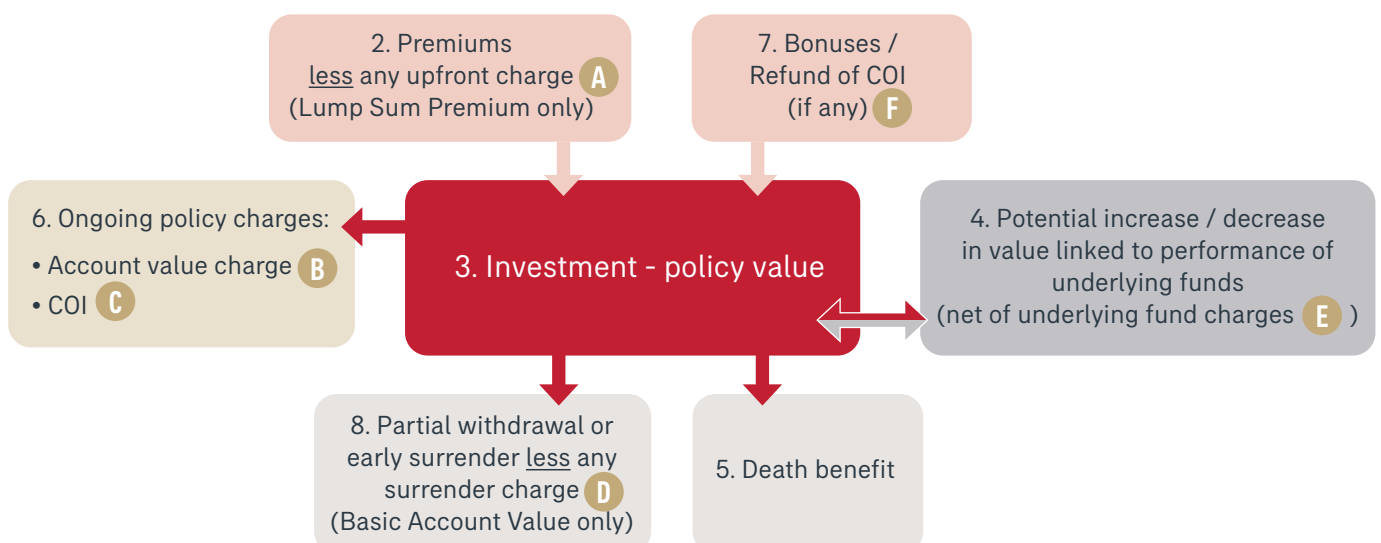 2. Premiums
less any upfront charge A
(Lump Sum Premium only)
7. Bonuses /
Refund of COI
(if any) F
6. Ongoing policy charges:
• Account value charge B
• COI C
3. Investment - policy value
4. Potential increase / decrease
in value linked to performance of
underlying funds
(net of underlying fund charges E )
8. Partial withdrawal or
early surrender less any
surrender charge D
(Basic Account Value only)
5. Death benefit